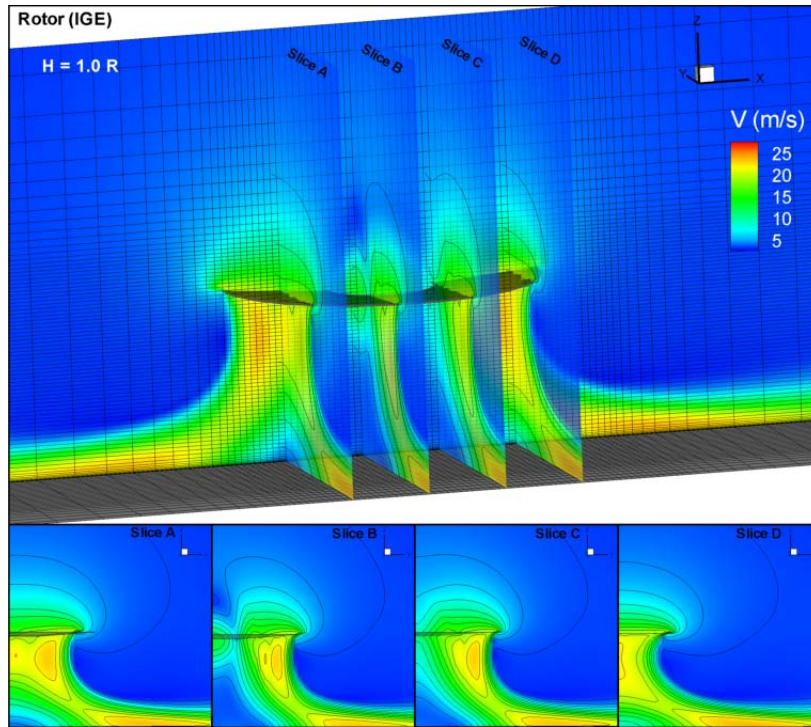 Rotor (IGE)
H = 1.0 R
Slice A
Slice B
Slice C
Slice D
Z
Y
X
V (m/s)
25
20
15
10
5
Slice A
Slice B
Slice C
Slice D